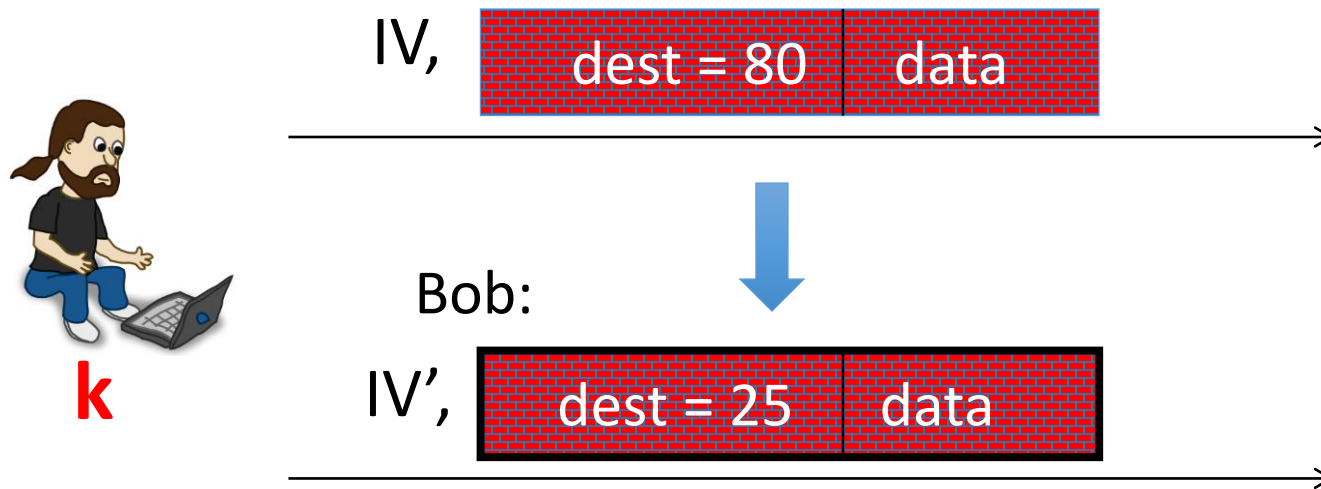 IV, dest = 80 data
Bob:
k
IV’, dest = 25 data